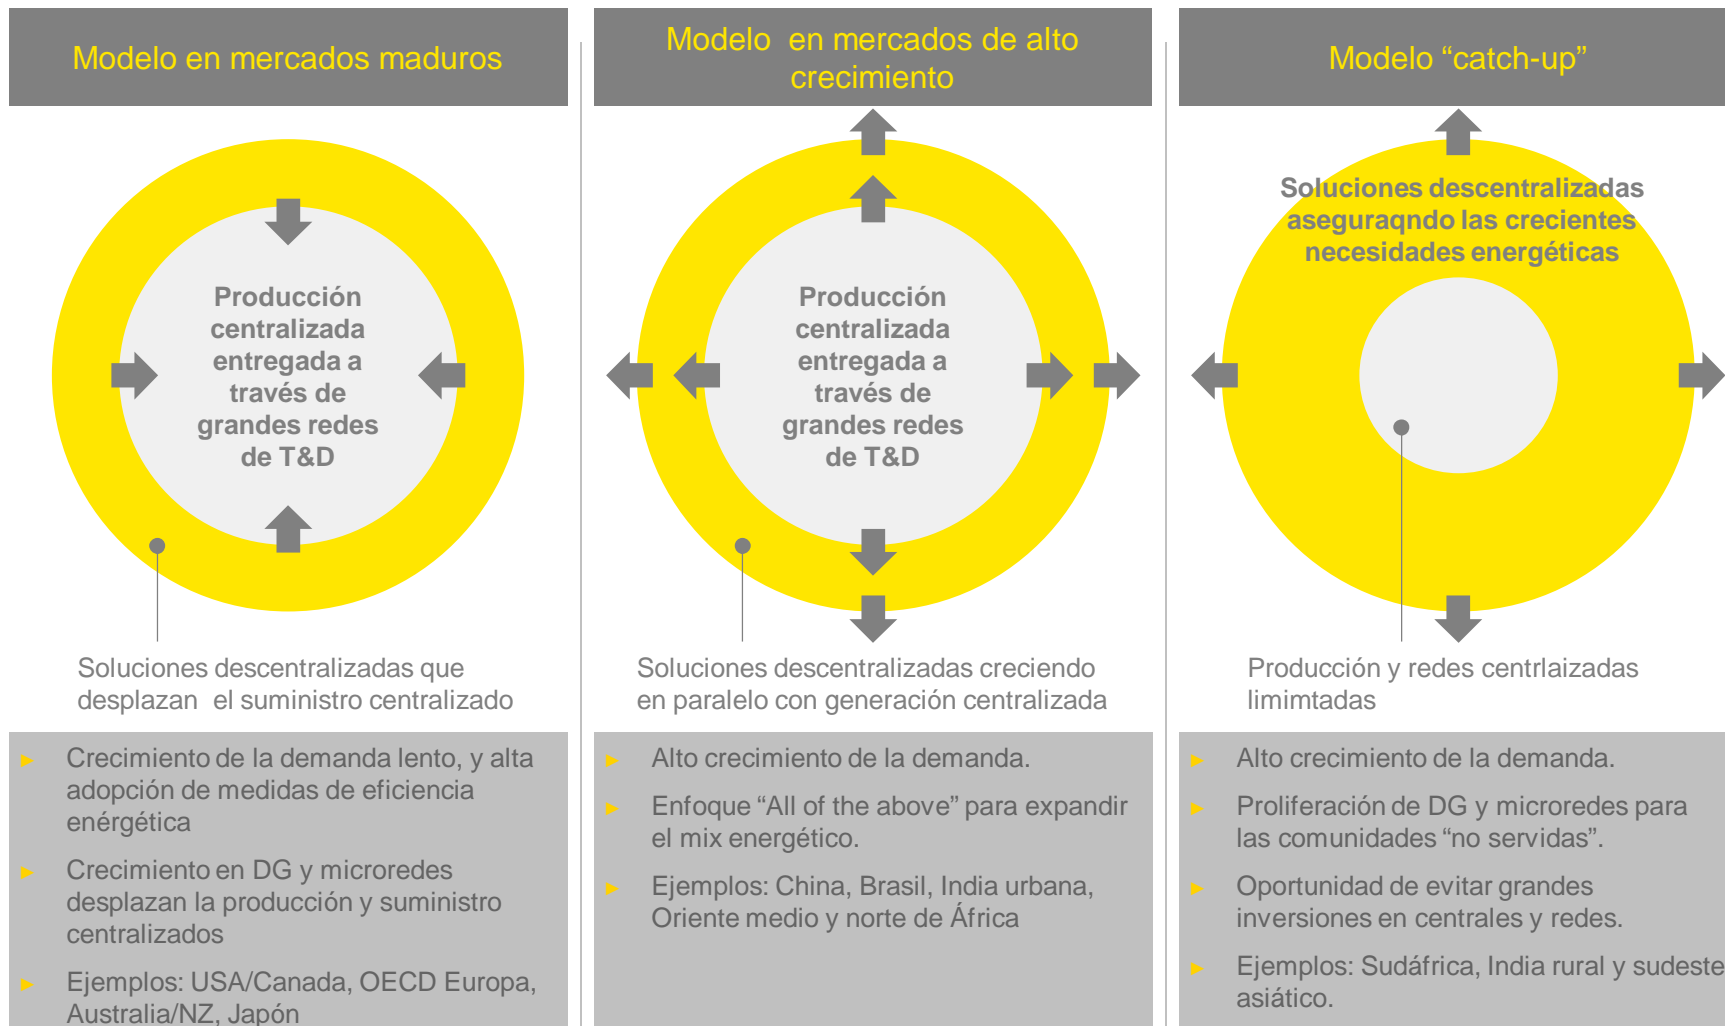 Modelo en mercados maduros
Producción
centralizada
entregada a
través de
grandes redes
de T&D
Soluciones descentralizadas que
desplazan el suministro centralizado
► Crecimiento de la demanda lento, y alta
adopción de medidas de eficiencia
enérgética
► Crecimiento en DG y microredes
desplazan la producción y suministro
centralizados
► Ejemplos: USA/Canada, OECD Europa,
Australia/NZ, Japón
Modelo en mercados de alto
crecimiento
Producción
centralizada
entregada a
través de
grandes redes
de T&D
Soluciones descentralizadas creciendo
en paralelo con generación centralizada
► Alto crecimiento de la demanda.
► Enfoque “All of the above” para expandir
el mix energético.
► Ejemplos: China, Brasil, India urbana,
Oriente medio y norte de África
Modelo “catch-up”
Soluciones descentralizadas
aseguraqndo las crecientes
necesidades energéticas
Producción y redes centrlaizadas
limimtadas
► Alto crecimiento de la demanda.
► Proliferación de DG y microredes para
las comunidades “no servidas”.
► Oportunidad de evitar grandes
inversiones en centrales y redes.
► Ejemplos: Sudáfrica, India rural y sudeste
asiático.